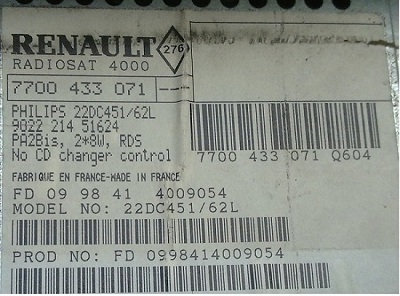 RENAULT 276
RADIOSAT 4000
7700 433 071 ---
PHILIPS 22DC451/62L
9022 214 51624
PA2Bis, 2*8W, RDS
No CD changer control
7700 433 071 Q604
FABRIQUE EN FRANCE-MADE IN FRANCE
FD 09 98 41 4009054
MODEL NO: 22DC451/62L
PROD NO: FD 0998414009054